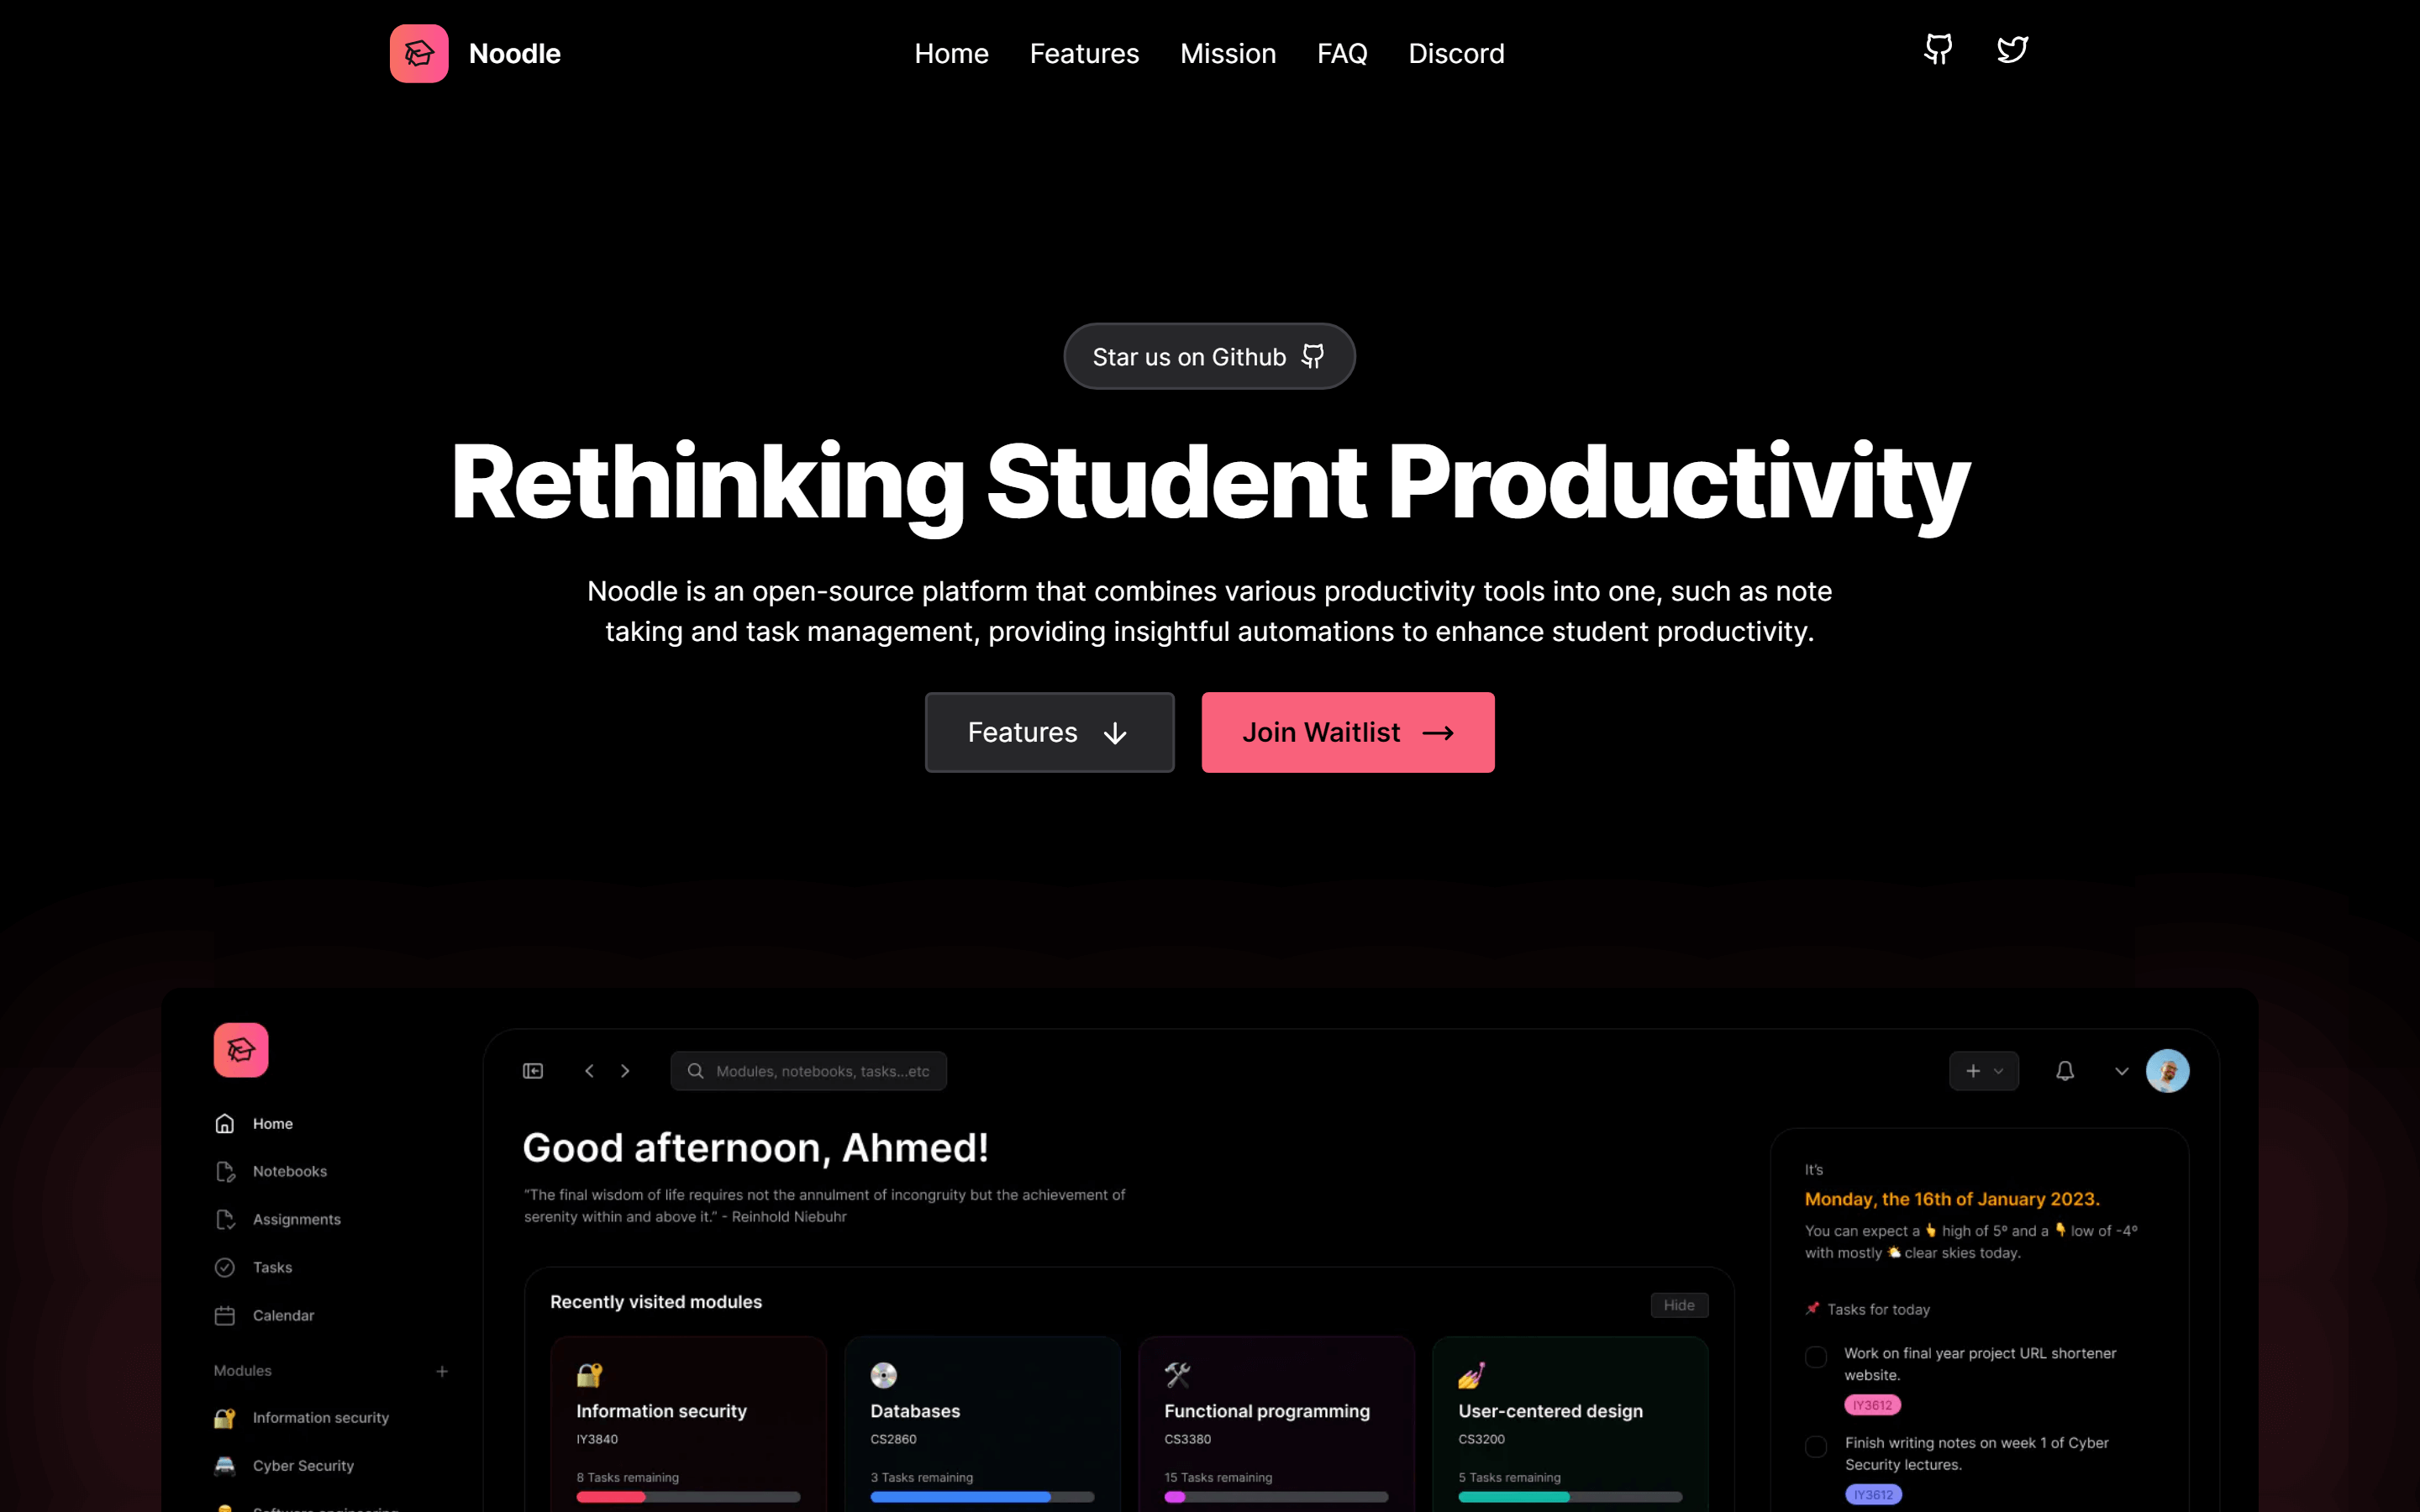 Noodle
Home Features Mission FAQ Discord
Star us on Github
Rethinking Student Productivity
Noodle is an open-source platform that combines various productivity tools into one, such as note
taking and task management, providing insightful automations to enhance student productivity.
Features
Join Waitlist
Modules, notebooks, tasks...etc
Home
Notebooks
Assignments
Tasks
Calendar
Modules
Information security
Cyber Security
Software engineering
Good afternoon, Ahmed!
“The final wisdom of life requires not the annulment of incongruity but the achievement of
serenity within and above it.” - Reinhold Niebuhr
Recently visited modules
Hide
Information security
IY3840
8 Tasks remaining
Databases
CS2860
3 Tasks remaining
Functional programming
CS3380
15 Tasks remaining
User-centered design
CS3200
5 Tasks remaining
It’s
Monday, the 16th of January 2023.
You can expect a 👆 high of 5º and a 👇 low of -4º
with mostly 🌤 clear skies today.
📌 Tasks for today
Work on final year project URL shortener
website.
IY3612
Finish writing notes on week 1 of Cyber
Security lectures.
IY3612